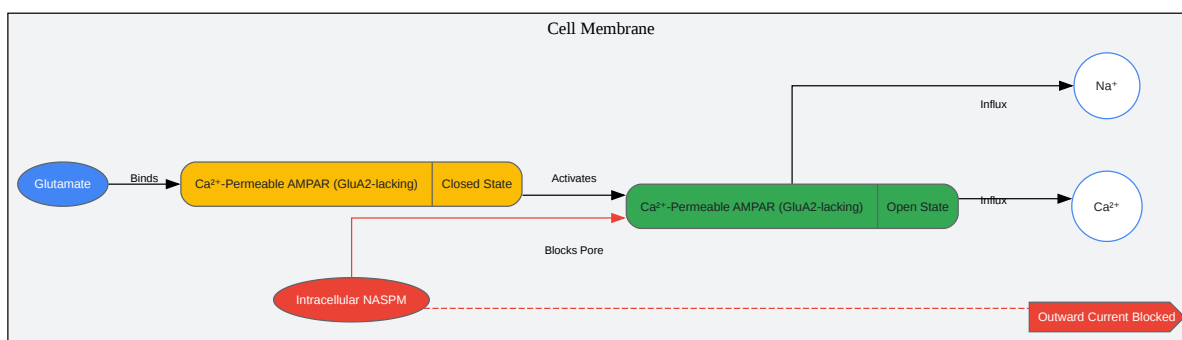 Cell Membrane
Na⁺
Influx
Glutamate
Binds
Ca²⁺-Permeable AMPAR (GluA2-lacking)
Closed State
Activates
Ca²⁺-Permeable AMPAR (GluA2-lacking)
Open State
Influx
Ca²⁺
Blocks Pore
Intracellular NASPM
Outward Current Blocked